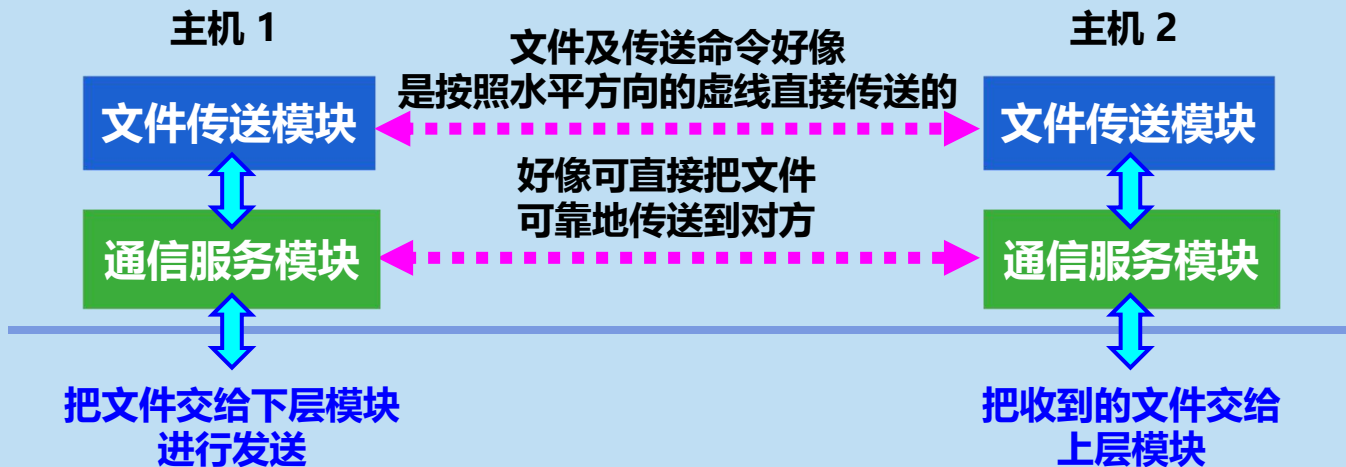 主机 1
主机 2
文件及传送命令好像
是按照水平方向的虚线直接传送的
文件传送模块
文件传送模块
好像可直接把文件
可靠地传送到对方
通信服务模块
通信服务模块
把文件交给下层模块
进行发送
把收到的文件交给
上层模块